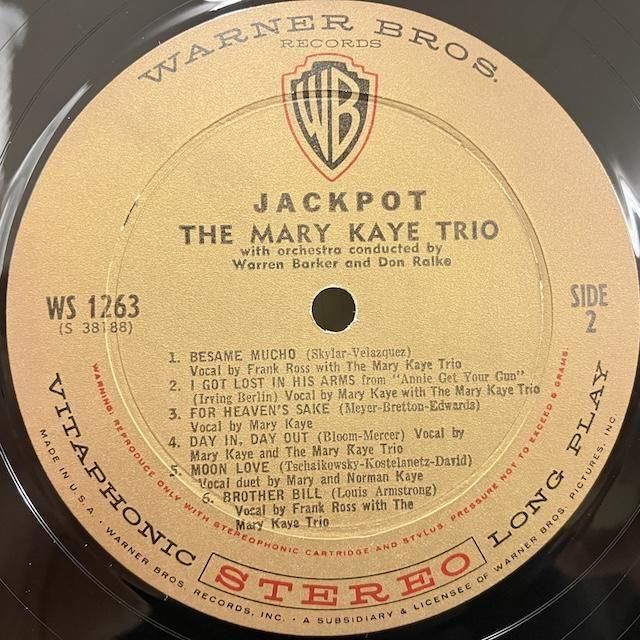 WARNER BROS.
RECORDS
WB
JACKPOT
THE MARY KAYE TRIO
with orchestra conducted by
Warren Barker and Don Ralke
WS 1263
(S 38188)
SIDE
2
1. BESAME MUCHO (Skylar-Velazquez)
Vocal by Frank Ross with The Mary Kaye Trio
2. I GOT LOST IN HIS ARMS from "Annie Get Your Gun"
(Irving Berlin) Vocal by Mary Kaye with The Mary Kaye Trio
3. FOR HEAVEN'S SAKE (Meyer-Bretton-Edwards)
Vocal by Mary Kaye
4. DAY IN, DAY OUT (Bloom-Mercer) Vocal by
Mary Kaye and The Mary Kaye Trio
5. MOON LOVE (Tschaikowsky-Kostelanetz-David)
Vocal duet by Mary and Norman Kaye
6. BROTHER BILL (Louis Armstrong)
Vocal by Frank Ross with The
Mary Kaye Trio
WARNING: REPRODUCE ONLY WITH STEREOPHONIC CARTRIDGE AND STYLUS. PRESSURE NOT TO EXCEED 6 GRAMS.
VITAPHONIC STEREO LONG PLAY
MADE IN U.S.A. · WARNER BROS. RECORDS, INC. · A SUBSIDIARY & LICENSEE OF WARNER BROS. PICTURES, INC.